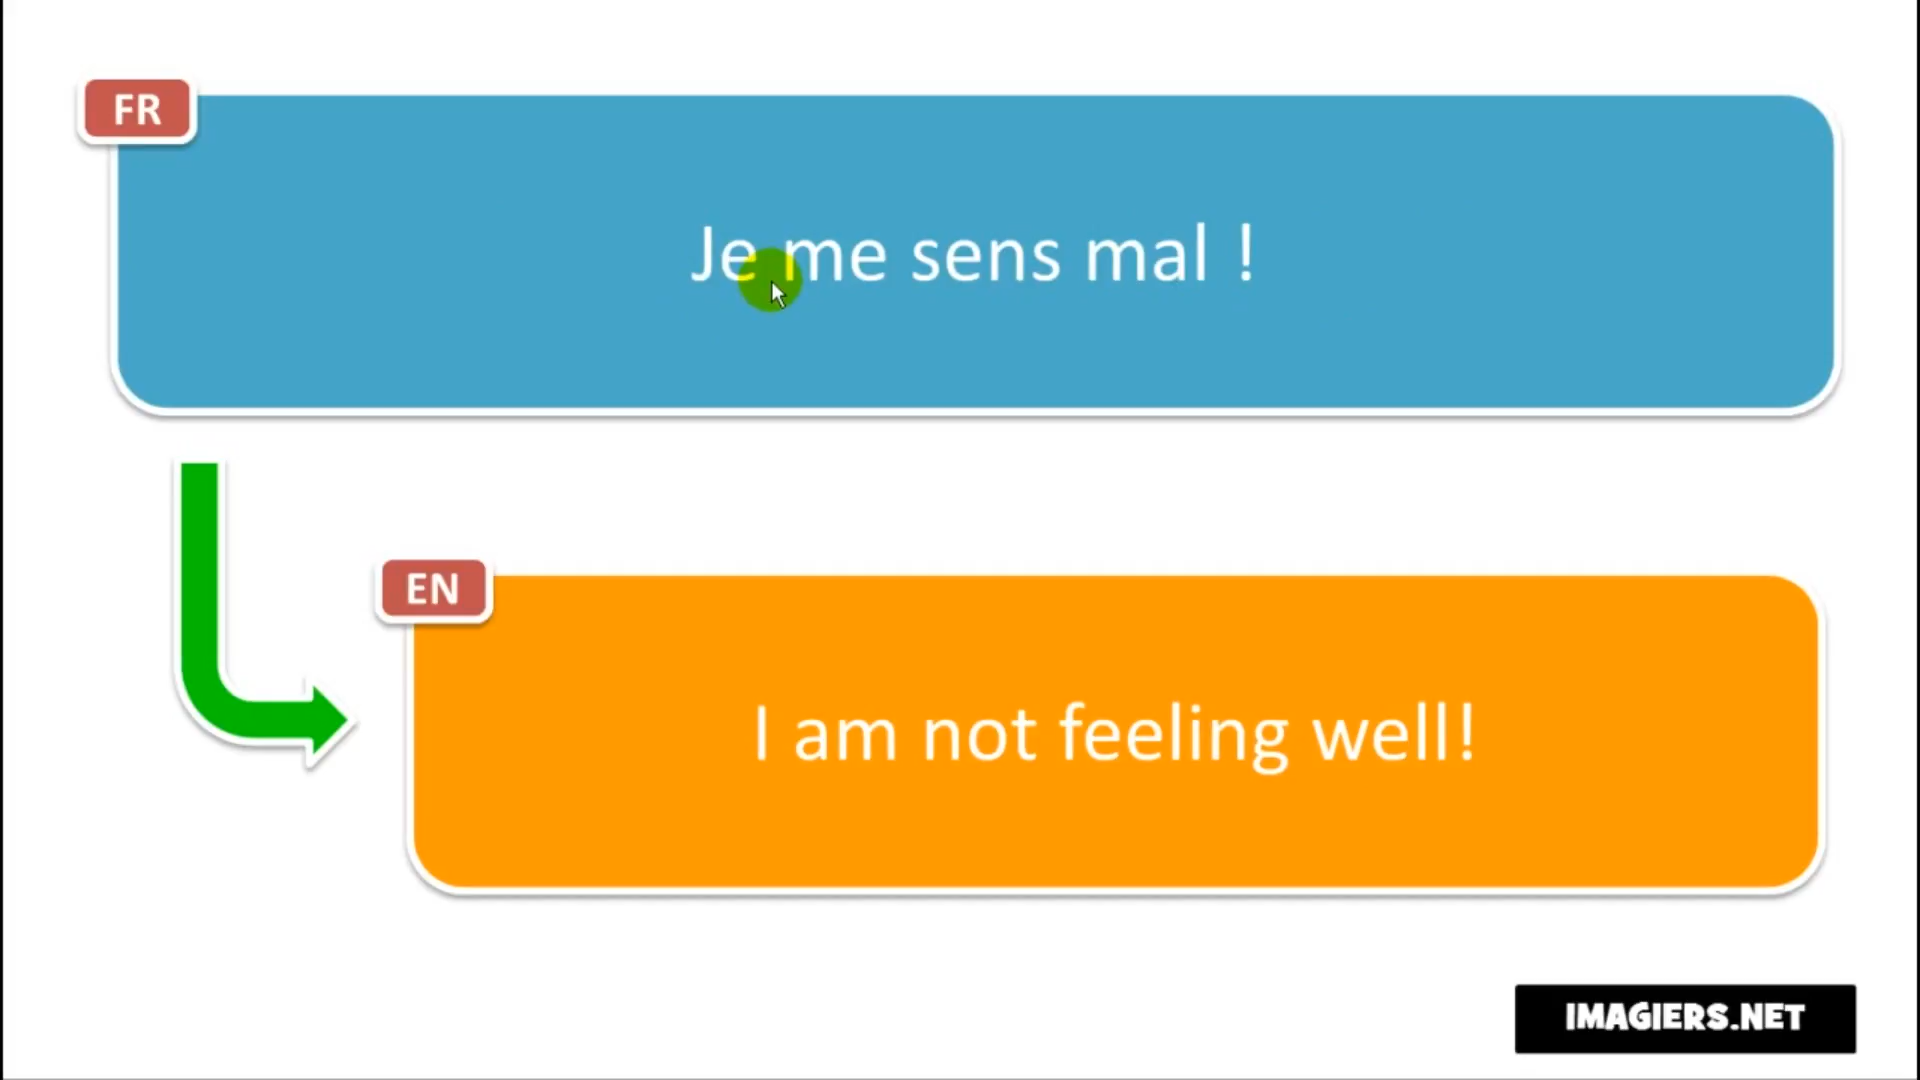 FR
Je me sens mal !
EN
I am not feeling well!
IMAGIERS.NET